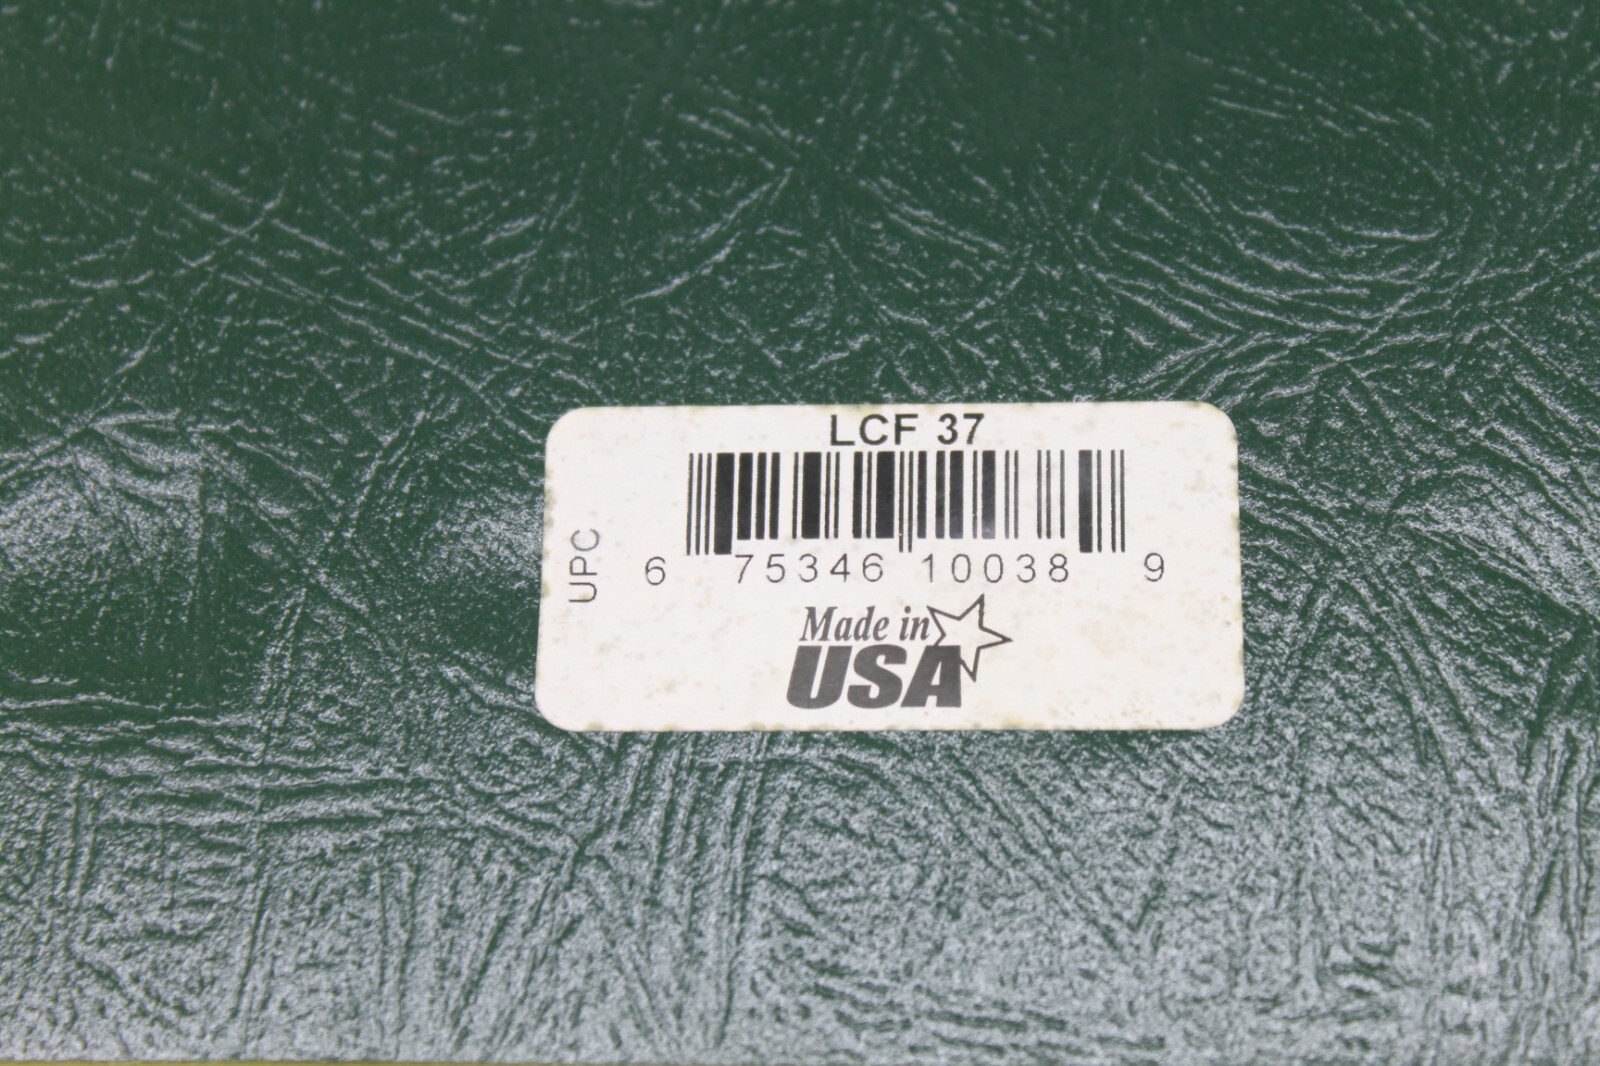 LCF 37
UPC
6 75346 10038 9
Made in
USA